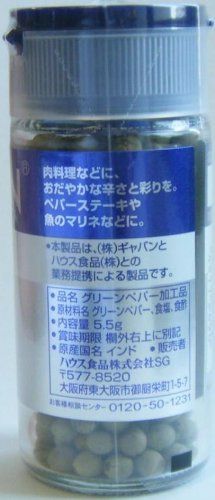 N®
肉料理などに、
おだやかな辛さと彩りを。
ペパーステーキや
魚のマリネなどに。
•本製品は、(株)ギャバンと
ハウス食品(株)との
業務提携による製品です。
•品名 グリーンペパー加工品
•原材料名 グリーンペパー、食塩、食酢
•内容量 5.5g
•賞味期限 欄外右上に別記
•原産国名 インド •販売者
ハウス食品株式会社SG
〒577-8520
大阪府東大阪市御厨栄町1-5-7
お客様相談センター 0120-50-1231